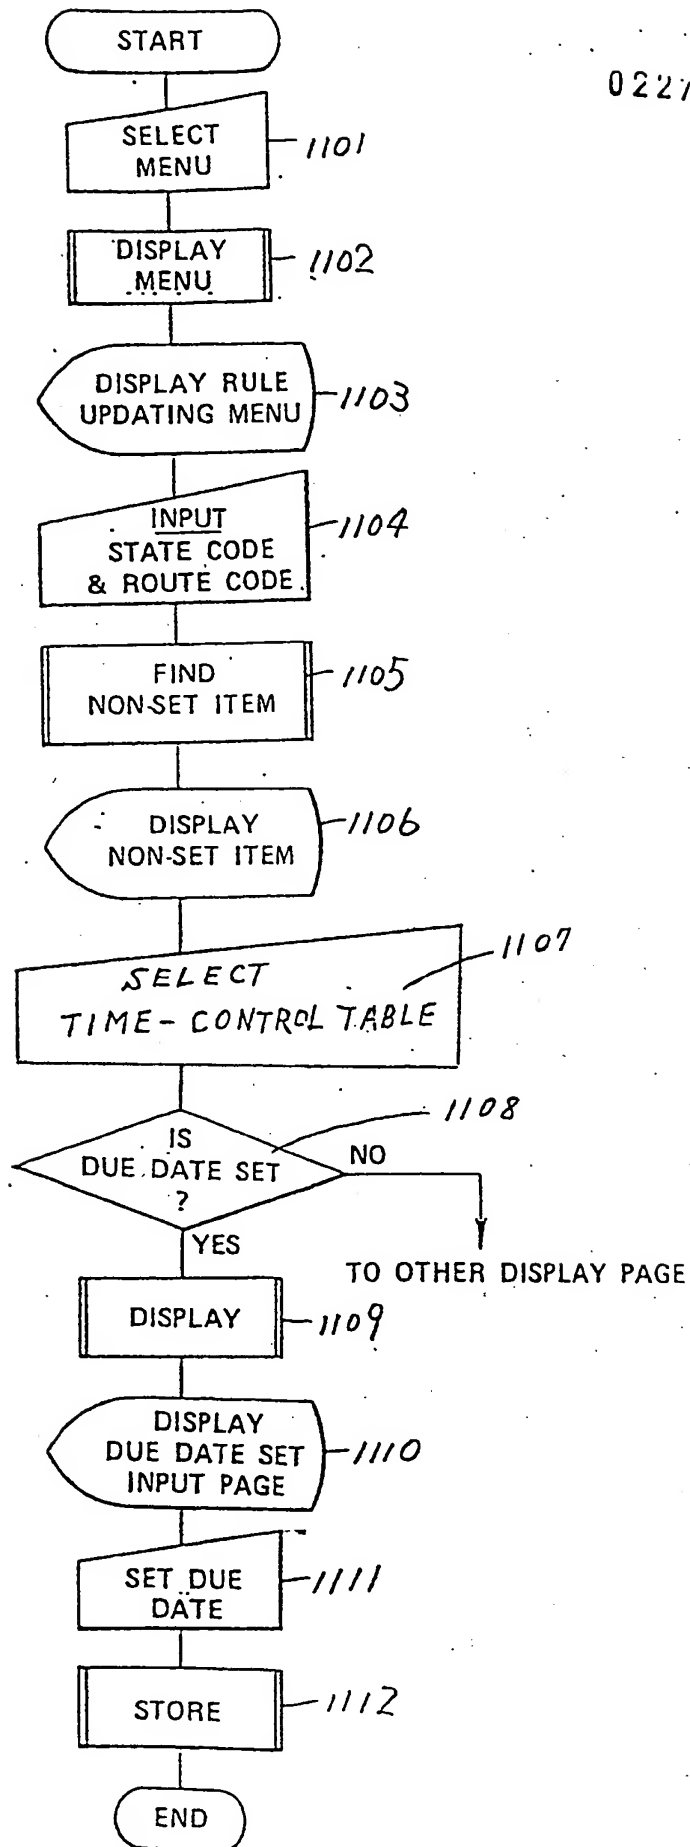 START
0227
SELECT
MENU
1101
DISPLAY
MENU
1102
DISPLAY RULE
UPDATING MENU
1103
INPUT
STATE CODE
& ROUTE CODE
1104
FIND
NON-SET ITEM
1105
DISPLAY
NON-SET ITEM
1106
SELECT
TIME-CONTROL TABLE
1107
IS
DUE DATE SET
?
1108
NO
YES
TO OTHER DISPLAY PAGE
DISPLAY
1109
DISPLAY
DUE DATE SET
INPUT PAGE
1110
SET DUE
DATE
1111
STORE
1112
END